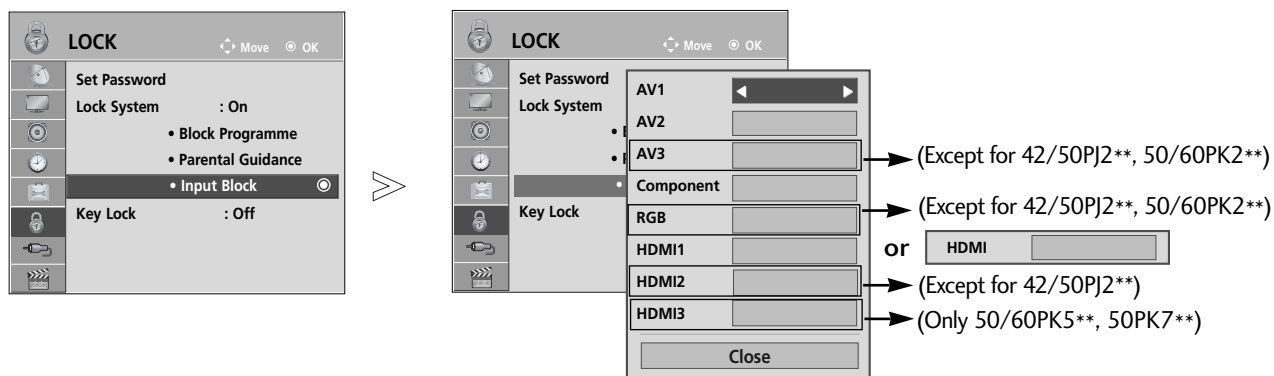 LOCK
Move OK
Set Password
Lock System : On
• Block Programme
• Parental Guidance
• Input Block
Key Lock : Off
LOCK
Move OK
Set Password
Lock System
Key Lock
AV1
AV2
AV3
Component
RGB
HDMI1
HDMI2
HDMI3
Close
(Except for 42/50PJ2**, 50/60PK2**)
(Except for 42/50PJ2**, 50/60PK2**)
or HDMI
(Except for 42/50PJ2**)
(Only 50/60PK5**, 50PK7**)